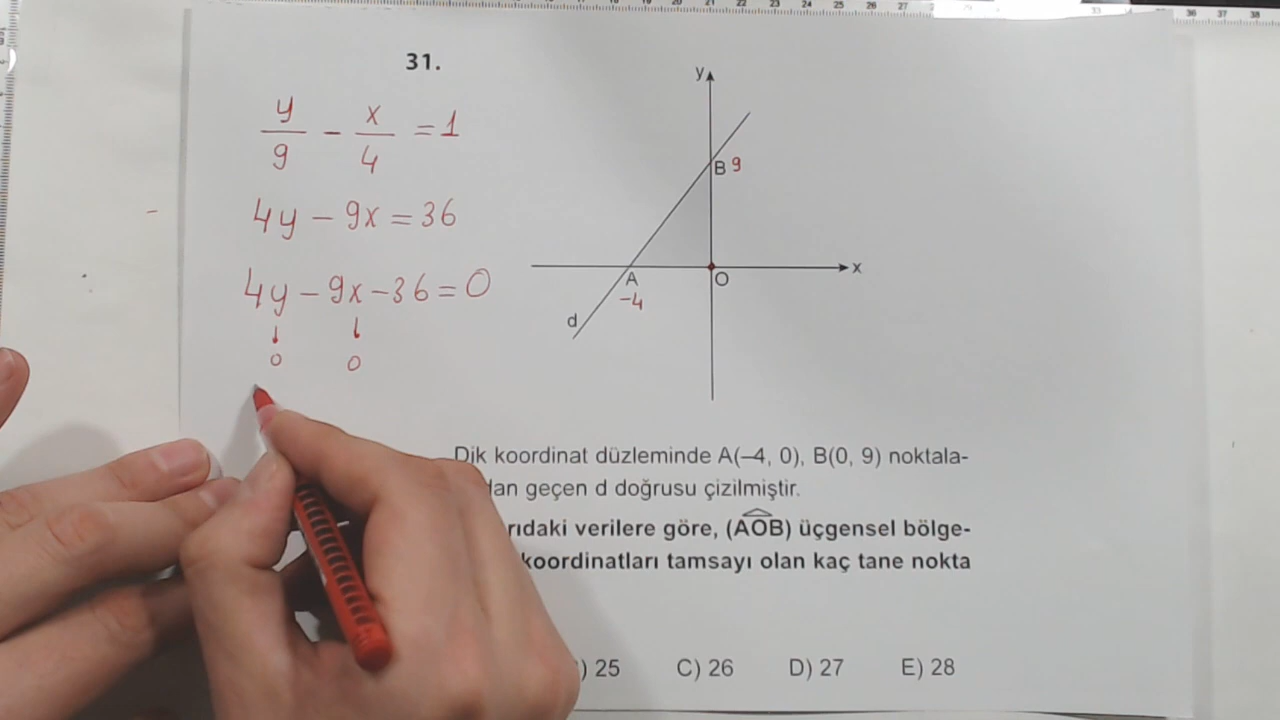 31.
y/9 - x/4 = 1
4y - 9x = 36
4y - 9x - 36 = 0
0 0
y
B 9
x
A
O
-4
d
Dik koordinat düzleminde A(–4, 0), B(0, 9) noktala-
geçen d doğrusu çizilmiştir.
verilere göre, (AOB) üçgensel bölge-
koordinatları tamsayı olan kaç tane nokta
) 25 C) 26 D) 27 E) 28